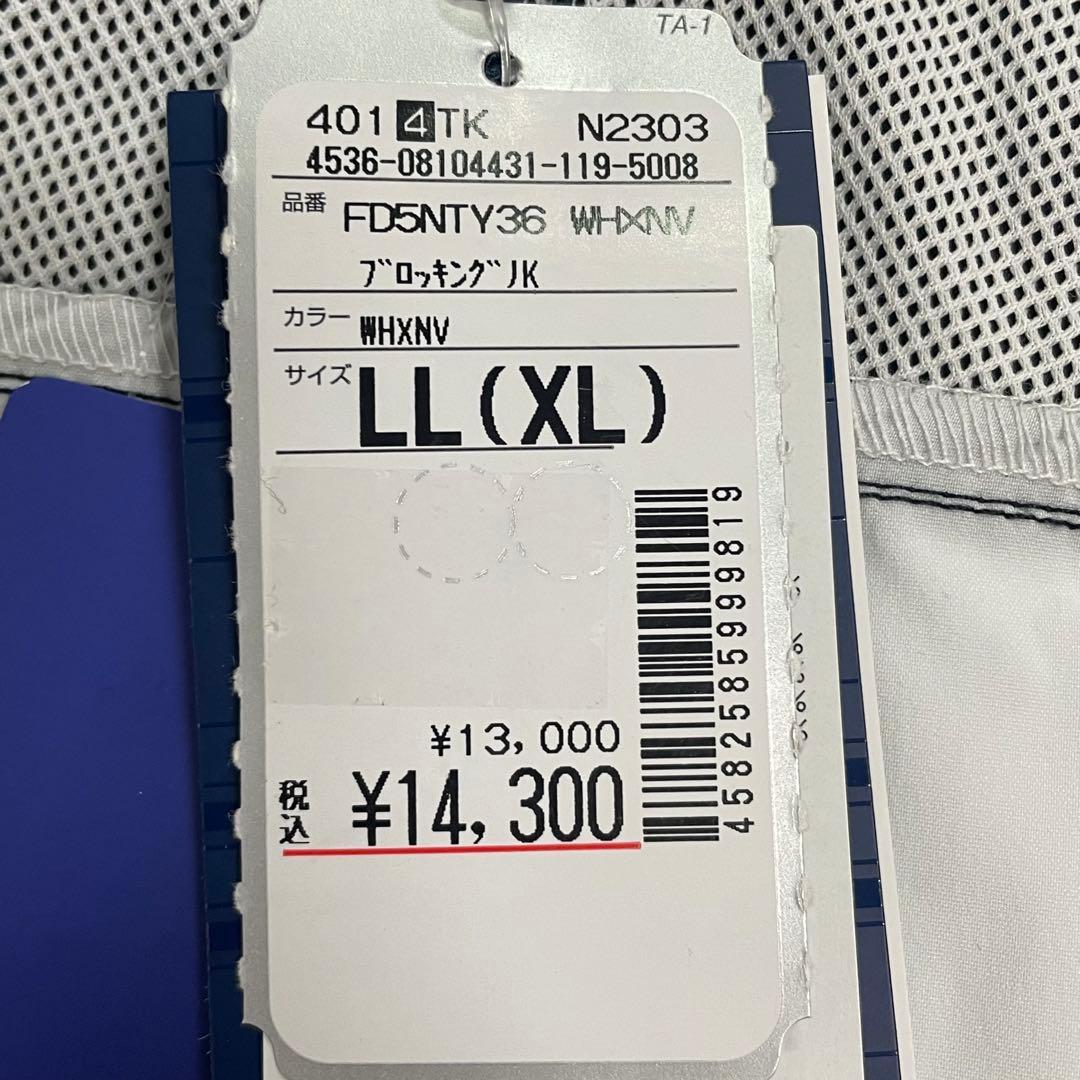 TA-1
401 4TK N2303
4536-08104431-119-5008
品番 FD5NTY36 WHXNV
ブロッキングJK
カラー WHXNV
サイズ LL(XL)
¥13,000
税込 ¥14,300
4582585999819